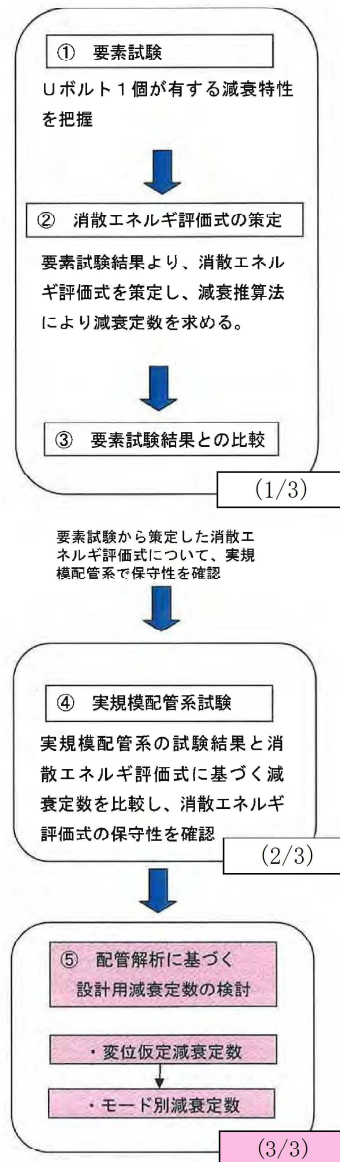 ① 要素試験
Uボルト1個が有する減衰特性
を把握
② 消散エネルギ評価式の策定
要素試験結果より、消散エネル
ギ評価式を策定し、減衰推算法
により減衰定数を求める。
③ 要素試験結果との比較
(1/3)
要素試験から策定した消散エ
ネルギ評価式について、実規
模配管系で保守性を確認
④ 実規模配管系試験
実規模配管系の試験結果と消
散エネルギ評価式に基づく減
衰定数を比較し、消散エネルギ
評価式の保守性を確認
(2/3)
⑤ 配管解析に基づく
設計用減衰定数の検討
・変位仮定減衰定数
・モード別減衰定数
(3/3)